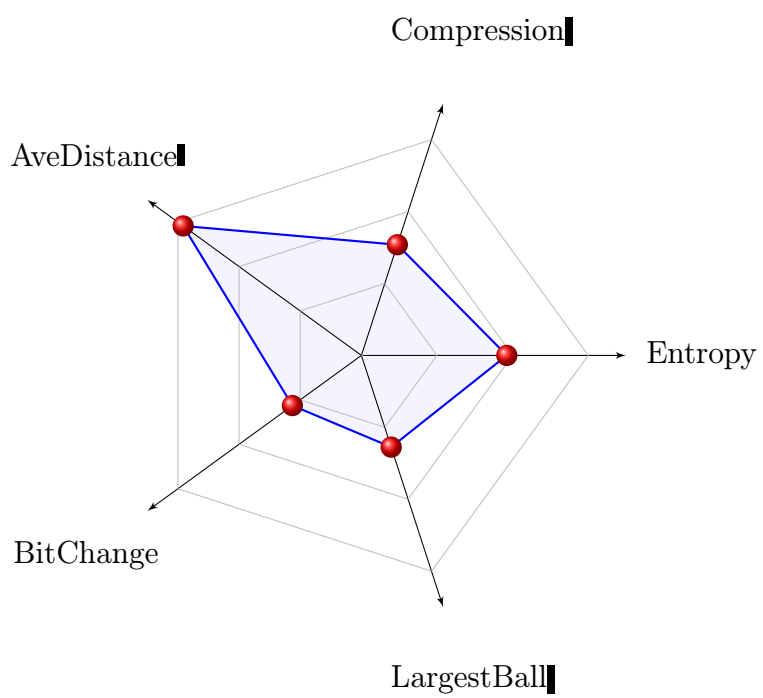 Compression
AveDistance
Entropy
BitChange
LargestBall